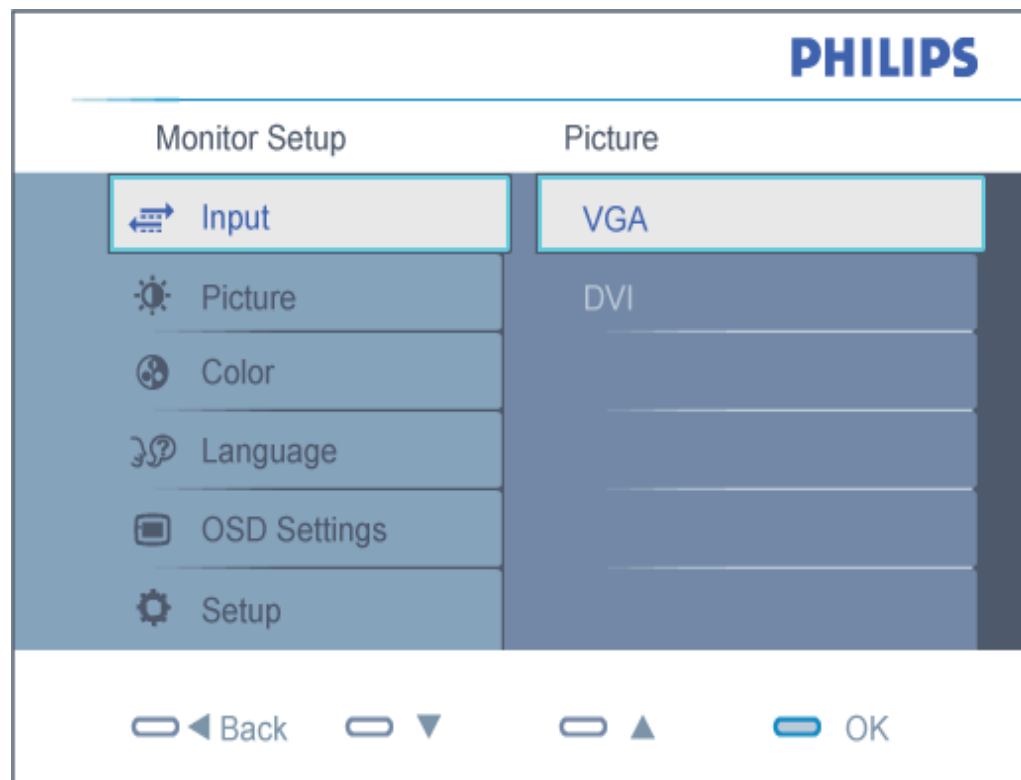 PHILIPS
Monitor Setup Picture
Input VGA
Picture DVI
Color
Language
OSD Settings
Setup
Back OK